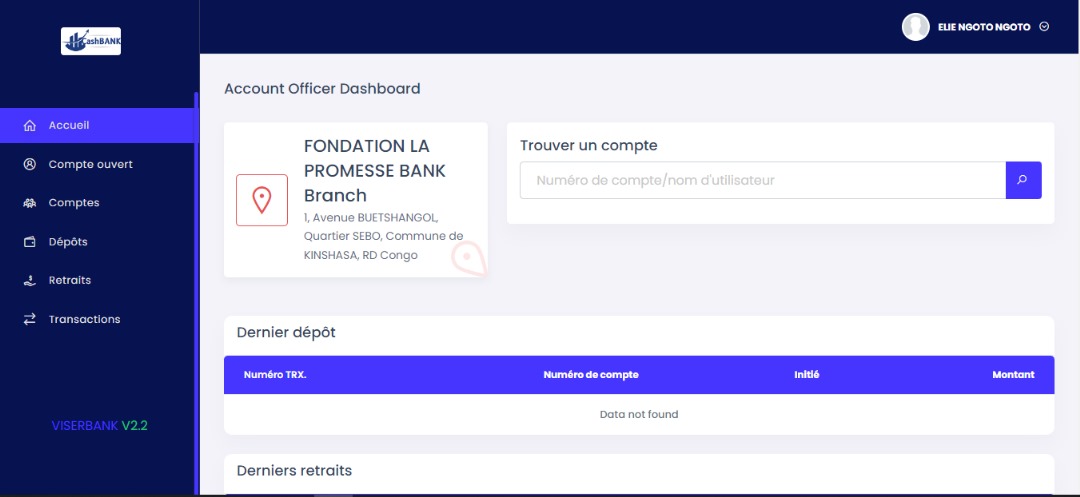 CashBANK
ELIE NGOTO NGOTO
Accueil
Compte ouvert
Comptes
Dépôts
Retraits
Transactions
VISERBANK V2.2
Account Officer Dashboard
FONDATION LA
PROMESSE BANK
Branch
1, Avenue BUETSHANGOL,
Quartier SEBO, Commune de
KINSHASA, RD Congo
Trouver un compte
Numéro de compte/nom d'utilisateur
Dernier dépôt
Numéro TRX. Numéro de compte Initié Montant
Data not found
Derniers retraits